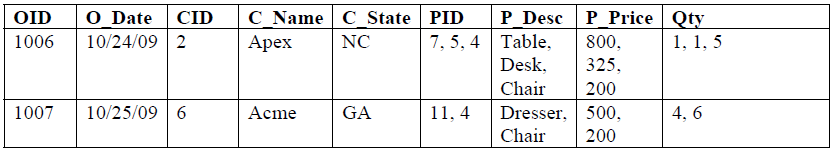 OID O_Date CID C_Name C_State PID P_Desc P_Price Qty
1006 10/24/09 2 Apex NC 7, 5, 4 Table, 800, 1, 1, 5
Desk, 325,
Chair 200
1007 10/25/09 6 Acme GA 11, 4 Dresser, 500, 4, 6
Chair 200